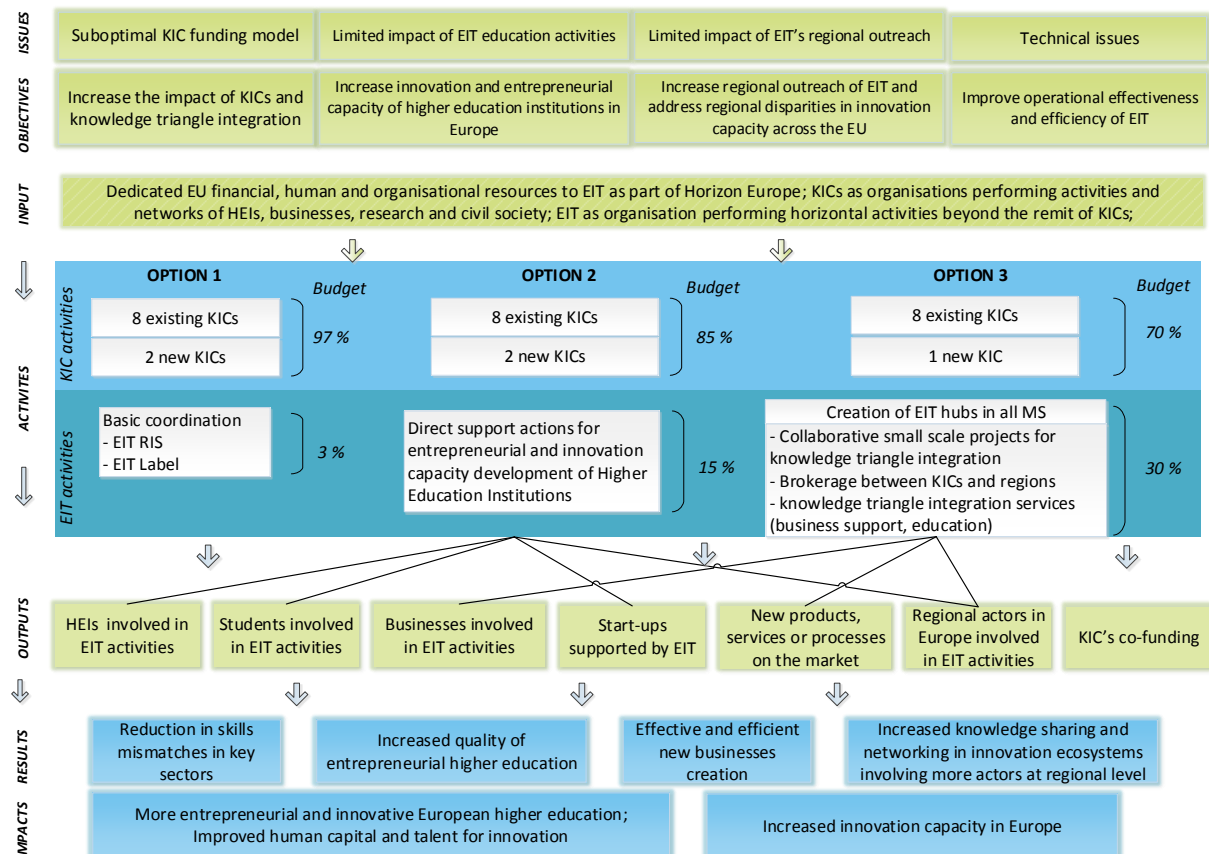 ISSUES
Suboptimal KIC funding model
Limited impact of EIT education activities
Limited impact of EIT's regional outreach
Technical issues
OBJECTIVES
Increase the impact of KICs and
knowledge triangle integration
Increase innovation and entrepreneurial
capacity of higher education institutions in
Europe
Increase regional outreach of EIT and
address regional disparities in innovation
capacity across the EU
Improve operational effectiveness
and efficiency of EIT
INPUT
Dedicated EU financial, human and organisational resources to EIT as part of Horizon Europe; KICs as organisations performing activities and
networks of HEIs, businesses, research and civil society; EIT as organisation performing horizontal activities beyond the remit of KICs;
ACTIVITES
KIC activities
OPTION 1
Budget
8 existing KICs
2 new KICs
97 %
OPTION 2
Budget
8 existing KICs
2 new KICs
85 %
OPTION 3
Budget
8 existing KICs
1 new KIC
70 %
EIT activities
Basic coordination
- EIT RIS
- EIT Label
3 %
Direct support actions for
entrepreneurial and innovation
capacity development of Higher
Education Institutions
15 %
Creation of EIT hubs in all MS
- Collaborative small scale projects for
knowledge triangle integration
- Brokerage between KICs and regions
- knowledge triangle integration services
(business support, education)
30 %
OUTPUTS
HEIs involved in
EIT activities
Students involved
in EIT activities
Businesses involved
in EIT activities
Start-ups
supported by EIT
New products,
services or processes
on the market
Regional actors in
Europe involved
in EIT activities
KIC's co-funding
RESULTS
Reduction in skills
mismatches in key
sectors
Increased quality of
entrepreneurial higher education
Effective and efficient
new businesses
creation
Increased knowledge sharing and
networking in innovation ecosystems
involving more actors at regional level
MPACTS
More entrepreneurial and innovative European higher education;
Improved human capital and talent for innovation
Increased innovation capacity in Europe